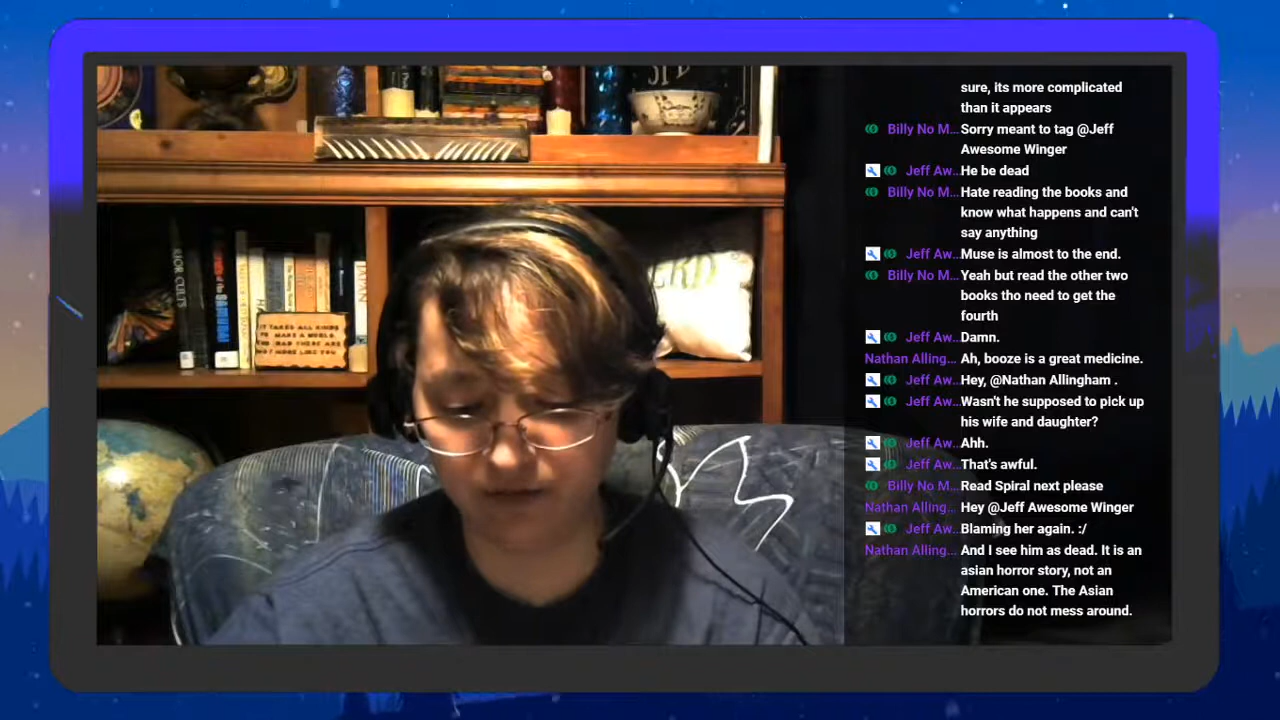 sure, its more complicated
than it appears
Billy No M... Sorry meant to tag @Jeff
Awesome Winger
Jeff Aw... He be dead
Billy No M... Hate reading the books and
know what happens and can't
say anything
Jeff Aw... Muse is almost to the end.
Billy No M... Yeah but read the other two
books tho need to get the
fourth
Jeff Aw... Damn.
Nathan Alling... Ah, booze is a great medicine.
Jeff Aw... Hey, @Nathan Allingham .
Jeff Aw... Wasn't he supposed to pick up
his wife and daughter?
Jeff Aw... Ahh.
Jeff Aw... That's awful.
Billy No M... Read Spiral next please
Nathan Alling... Hey @Jeff Awesome Winger
Jeff Aw... Blaming her again. :/
Nathan Alling... And I see him as dead. It is an
asian horror story, not an
American one. The Asian
horrors do not mess around.
IT TAKES ALL KINDS
TO MAKE A WORLD.
TOO BAD THERE ARE
NOT MORE LIKE YOU
CULTS
SAMURAI
JAPAN